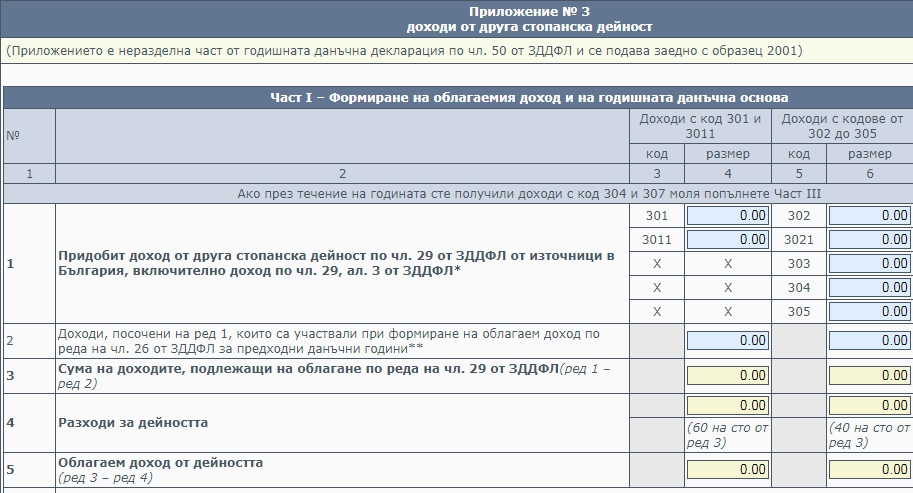 Приложение № 3
доходи от друга стопанска дейност
(Приложението е неразделна част от годишната данъчна декларация по чл. 50 от ЗДДФЛ и се подава заедно с образец 2001)
Част I – Формиране на облагаемия доход и на годишната данъчна основа
№
Доходи с код 301 и 3011
Доходи с кодове от 302 до 305
код размер код размер
1 2 3 4 5 6
Ако през течение на годината сте получили доходи с код 304 и 307 моля попълнете Част III
1
Придобит доход от друга стопанска дейност по чл. 29 от ЗДДФЛ от източници в
България, включително доход по чл. 29, ал. 3 от ЗДДФЛ*
301 0.00 302 0.00
3011 0.00 3021 0.00
X X 303 0.00
X X 304 0.00
X X 305 0.00
2
Доходи, посочени на ред 1, които са участвали при формиране на облагаем доход по
реда на чл. 26 от ЗДДФЛ за предходни данъчни години**
0.00 0.00
3
Сума на доходите, подлежащи на облагане по реда на чл. 29 от ЗДДФЛ(ред 1 –
ред 2)
0.00 0.00
4
Разходи за дейността
0.00 0.00
(60 на сто от
ред 3)
(40 на сто от
ред 3)
5
Облагаем доход от дейността
(ред 3 – ред 4)
0.00 0.00